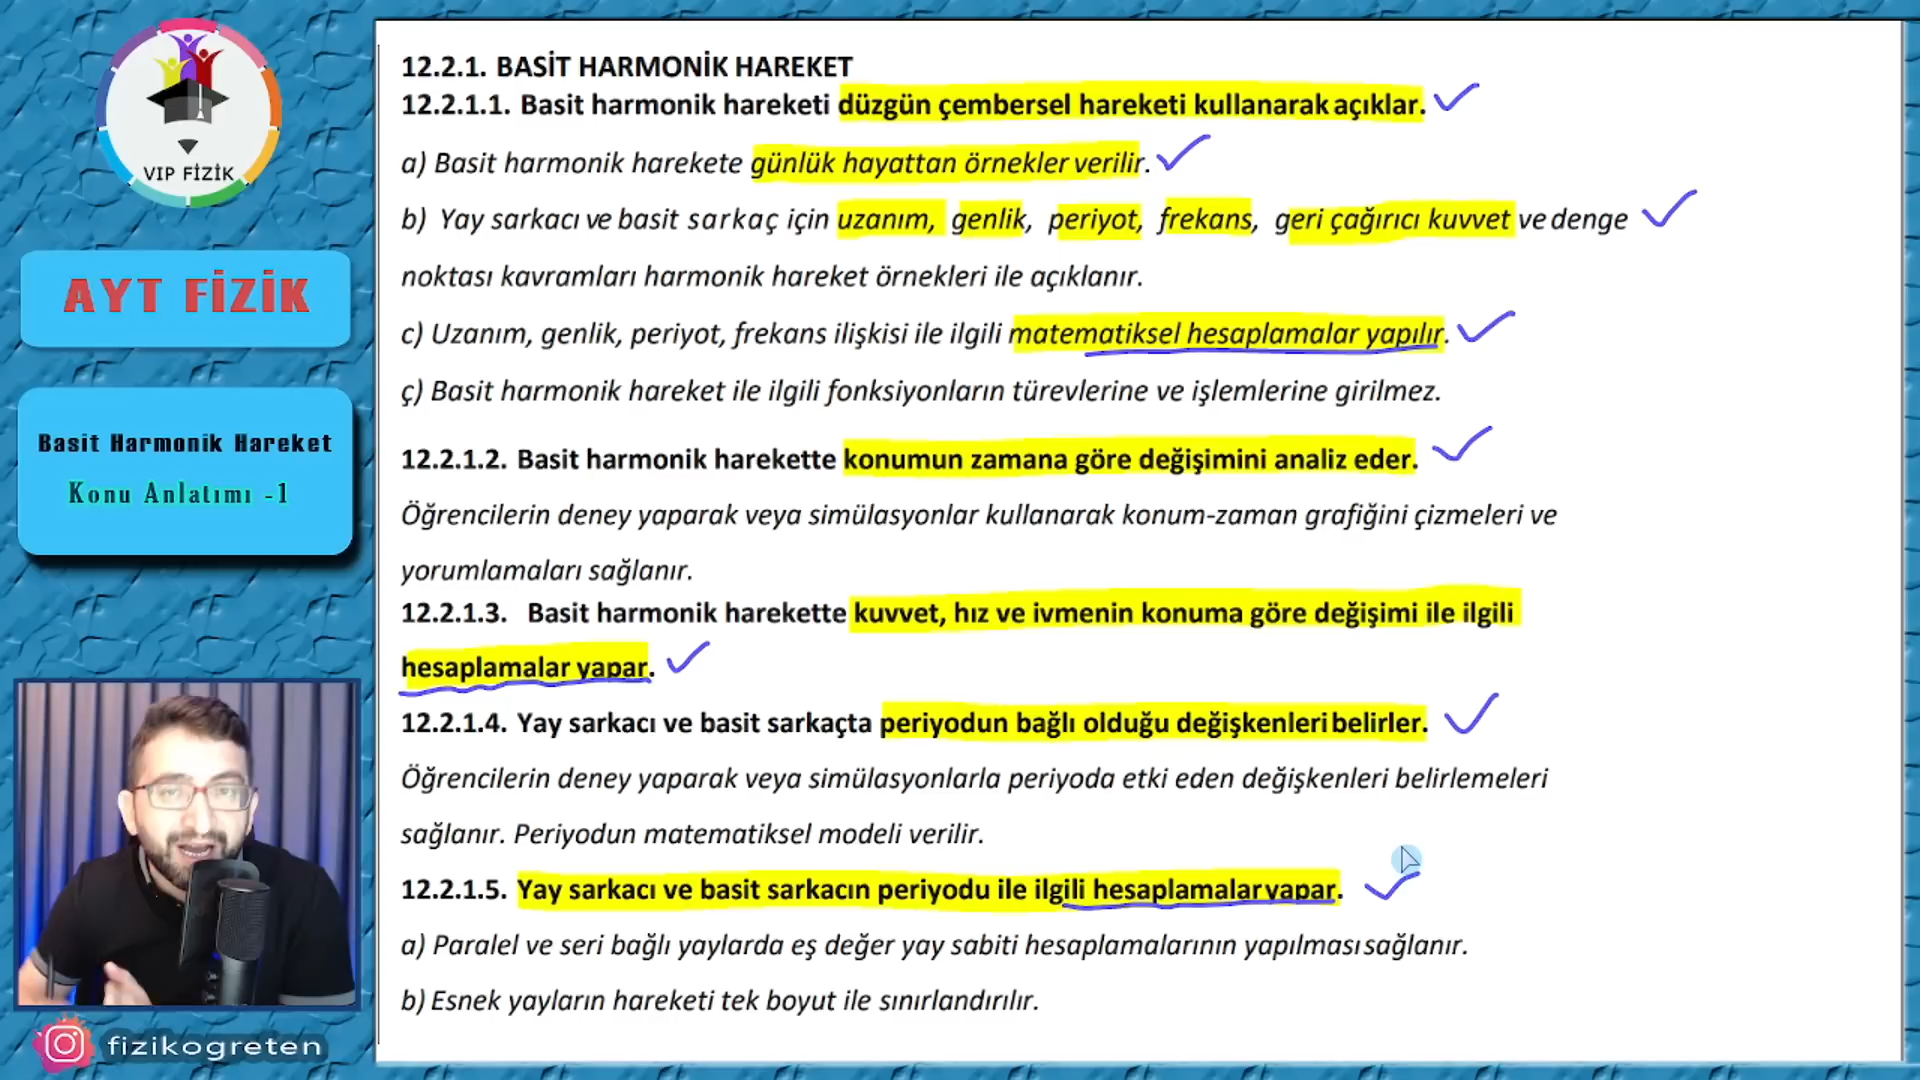 VIP FİZİK
AYT FİZİK
Basit Harmonik Hareket
Konu Anlatımı -1
fizikogreten
12.2.1. BASİT HARMONİK HAREKET
12.2.1.1. Basit harmonik hareketi düzgün çembersel hareketi kullanarak açıklar.
a) Basit harmonik harekete günlük hayattan örnekler verilir.
b) Yay sarkacı ve basit sarkaç için uzanım, genlik, periyot, frekans, geri çağırıcı kuvvet ve denge
noktası kavramları harmonik hareket örnekleri ile açıklanır.
c) Uzanım, genlik, periyot, frekans ilişkisi ile ilgili matematiksel hesaplamalar yapılır.
ç) Basit harmonik hareket ile ilgili fonksiyonların türevlerine ve işlemlerine girilmez.
12.2.1.2. Basit harmonik harekette konumun zamana göre değişimini analiz eder.
Öğrencilerin deney yaparak veya simülasyonlar kullanarak konum-zaman grafiğini çizmeleri ve
yorumlamaları sağlanır.
12.2.1.3. Basit harmonik harekette kuvvet, hız ve ivmenin konuma göre değişimi ile ilgili
hesaplamalar yapar.
12.2.1.4. Yay sarkacı ve basit sarkaçta periyodun bağlı olduğu değişkenleri belirler.
Öğrencilerin deney yaparak veya simülasyonlarla periyoda etki eden değişkenleri belirlemeleri
sağlanır. Periyodun matematiksel modeli verilir.
12.2.1.5. Yay sarkacı ve basit sarkacın periyodu ile ilgili hesaplamalar yapar.
a) Paralel ve seri bağlı yaylarda eş değer yay sabiti hesaplamalarının yapılması sağlanır.
b) Esnek yayların hareketi tek boyut ile sınırlandırılır.